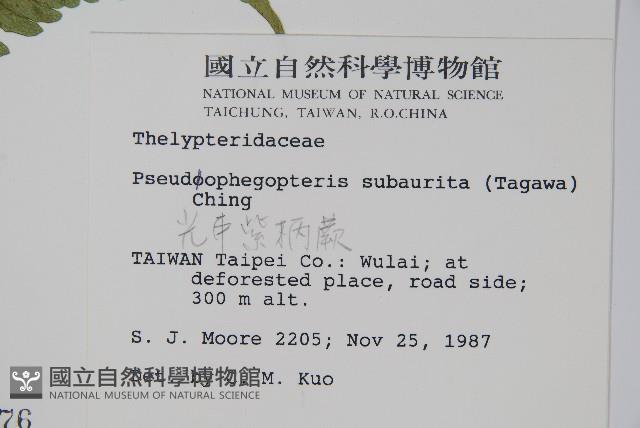 國立自然科學博物館
NATIONAL MUSEUM OF NATURAL SCIENCE
TAICHUNG, TAIWAN, R.O.CHINA
Thelypteridaceae
Pseudophegopteris subaurita (Tagawa)
Ching
光巾紫柄蕨
TAIWAN Taipei Co.: Wulai; at
deforested place, road side;
300 m alt.
S. J. Moore 2205; Nov 25, 1987
M. Kuo
國立自然科學博物館
NATIONAL MUSEUM OF NATURAL SCIENCE
76